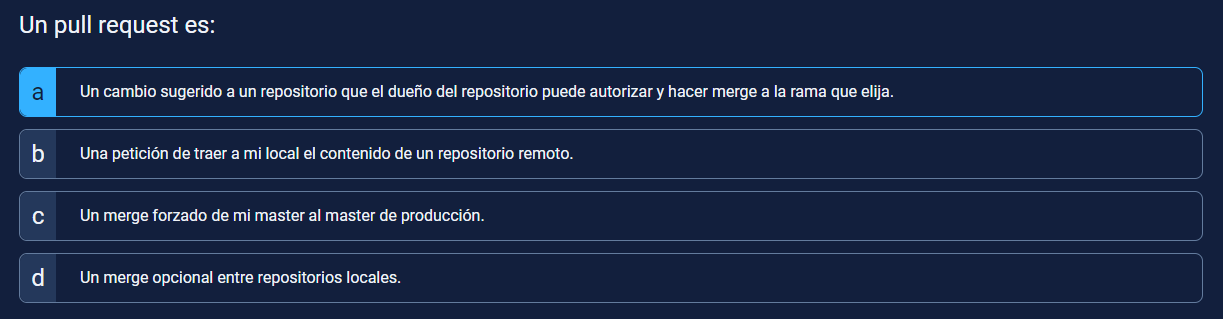 Un pull request es:
a Un cambio sugerido a un repositorio que el dueño del repositorio puede autorizar y hacer merge a la rama que elija.
b Una petición de traer a mi local el contenido de un repositorio remoto.
c Un merge forzado de mi master al master de producción.
d Un merge opcional entre repositorios locales.